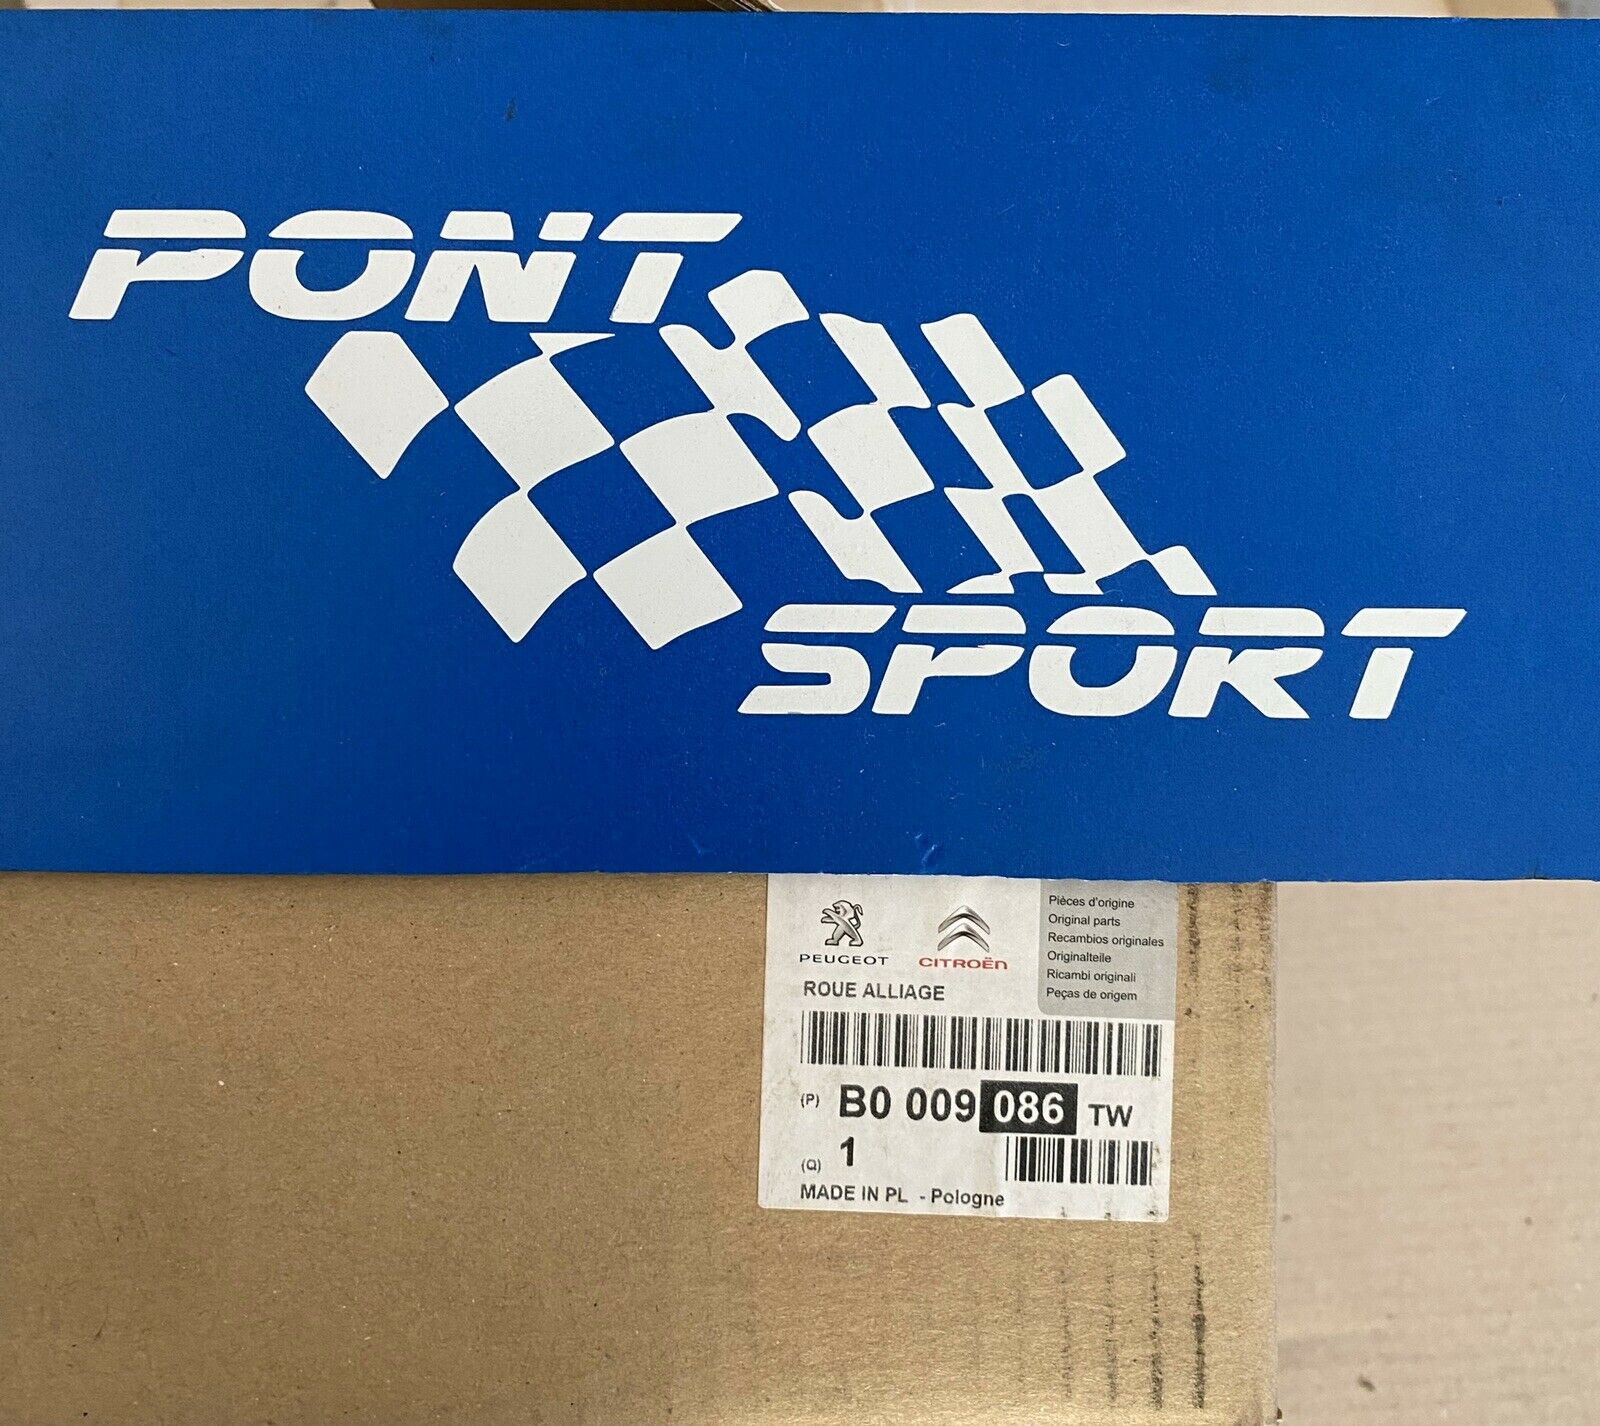 PONT
SPORT
PEUGEOT
CITROËN
Pièces d'origine
Original parts
Recambios originales
Originalteile
Ricambi originali
Peças de origem
ROUE ALLIAGE
(P) B0 009 086 TW
(Q) 1
MADE IN PL - Pologne